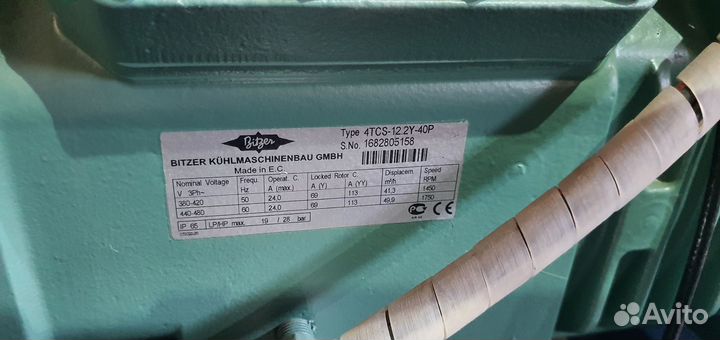 Bitzer
Type 4TCS-12.2Y-40P
S.No. 1682805158
BITZER KÜHLMASCHINENBAU GMBH
Made in E.C.
Nominal Voltage Frequ. Operat. C. Locked Rotor C. Displacem. Speed
V 3Ph~ Hz A (max.) A (Y) A (YY) m³/h RPM
380-420 50 24.0 69 113 41,3 1450
440-480 60 24.0 69 113 49,9 1750
IP 65 LP/HP max. 19 / 28 bar
CE
Avito